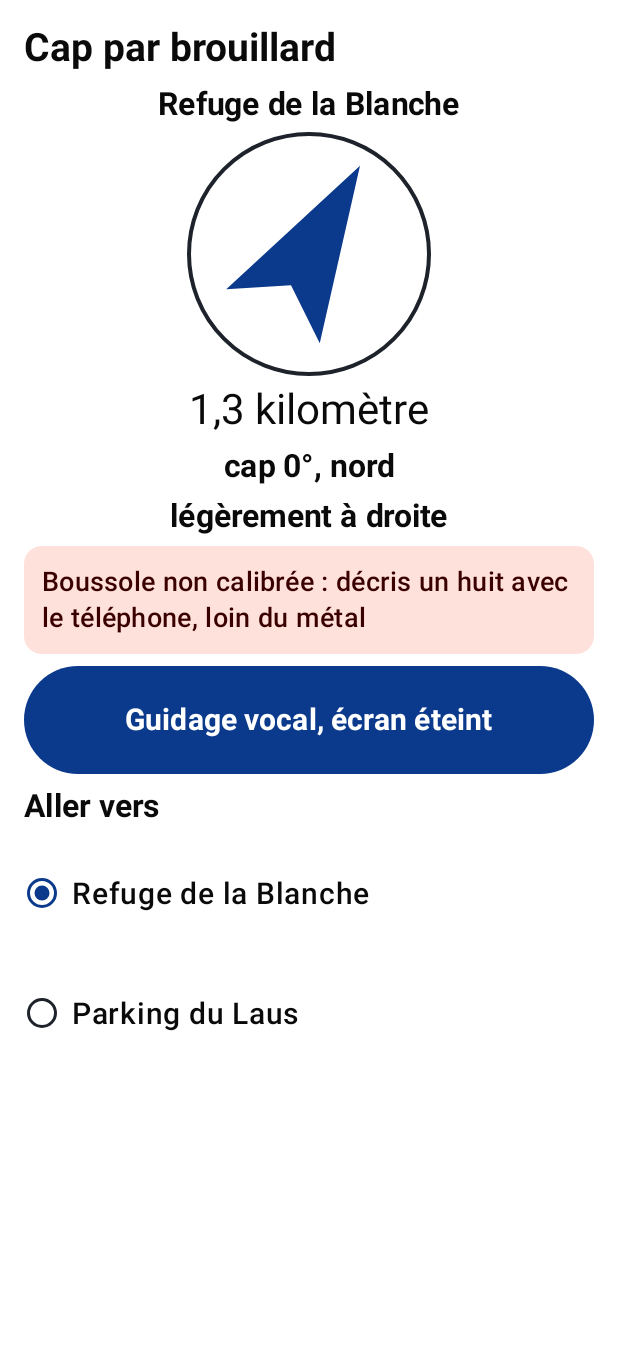 Cap par brouillard
Refuge de la Blanche
1,3 kilomètre
cap 0°, nord
légèrement à droite
Boussole non calibrée : décris un huit avec
le téléphone, loin du métal
Guidage vocal, écran éteint
Aller vers
Refuge de la Blanche
Parking du Laus